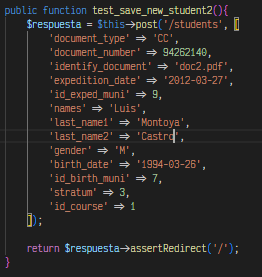 public function test_save_new_student2(){
$respuesta = $this->post('/students', [
'document_type' => 'CC',
'document_number' => 94262140,
'identify_document' => 'doc2.pdf',
'expedition_date' => '2012-03-27',
'id_exped_muni' => 9,
'names' => 'Luis',
'last_name1' => 'Montoya',
'last_name2' => 'Castro',
'gender' => 'M',
'birth_date' => '1994-03-26',
'id_birth_muni' => 7,
'stratum' => 3,
'id_course' => 1
]);
return $respuesta->assertRedirect('/');
}